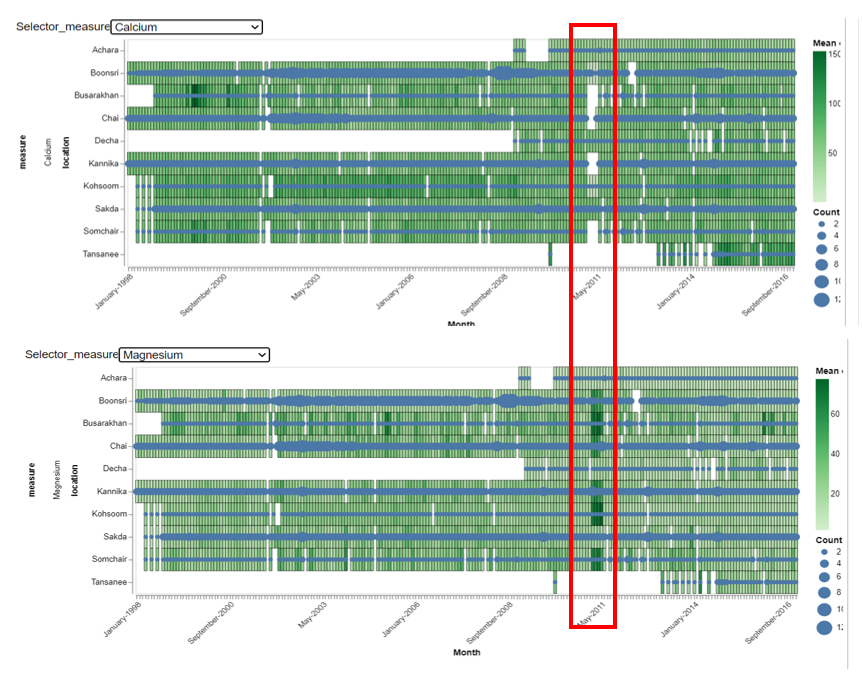 Selector_measure Calcium
Mean
Achara
Boonsri
Busarakhan
Chai
Decha
Kannika
Kohsoom
Sakda
Somchair
Tansanee
measure
Calcium
location
150
100
50
Count
2
4
6
8
10
12
January-1998
September-2000
May-2003
January-2006
September-2008
May-2011
January-2014
September-2016
Month
Selector_measure Magnesium
Mean
Achara
Boonsri
Busarakhan
Chai
Decha
Kannika
Kohsoom
Sakda
Somchair
Tansanee
measure
Magnesium
location
60
40
20
Count
2
4
6
8
10
12
January-1998
September-2000
May-2003
January-2006
September-2008
May-2011
January-2014
September-2016
Month